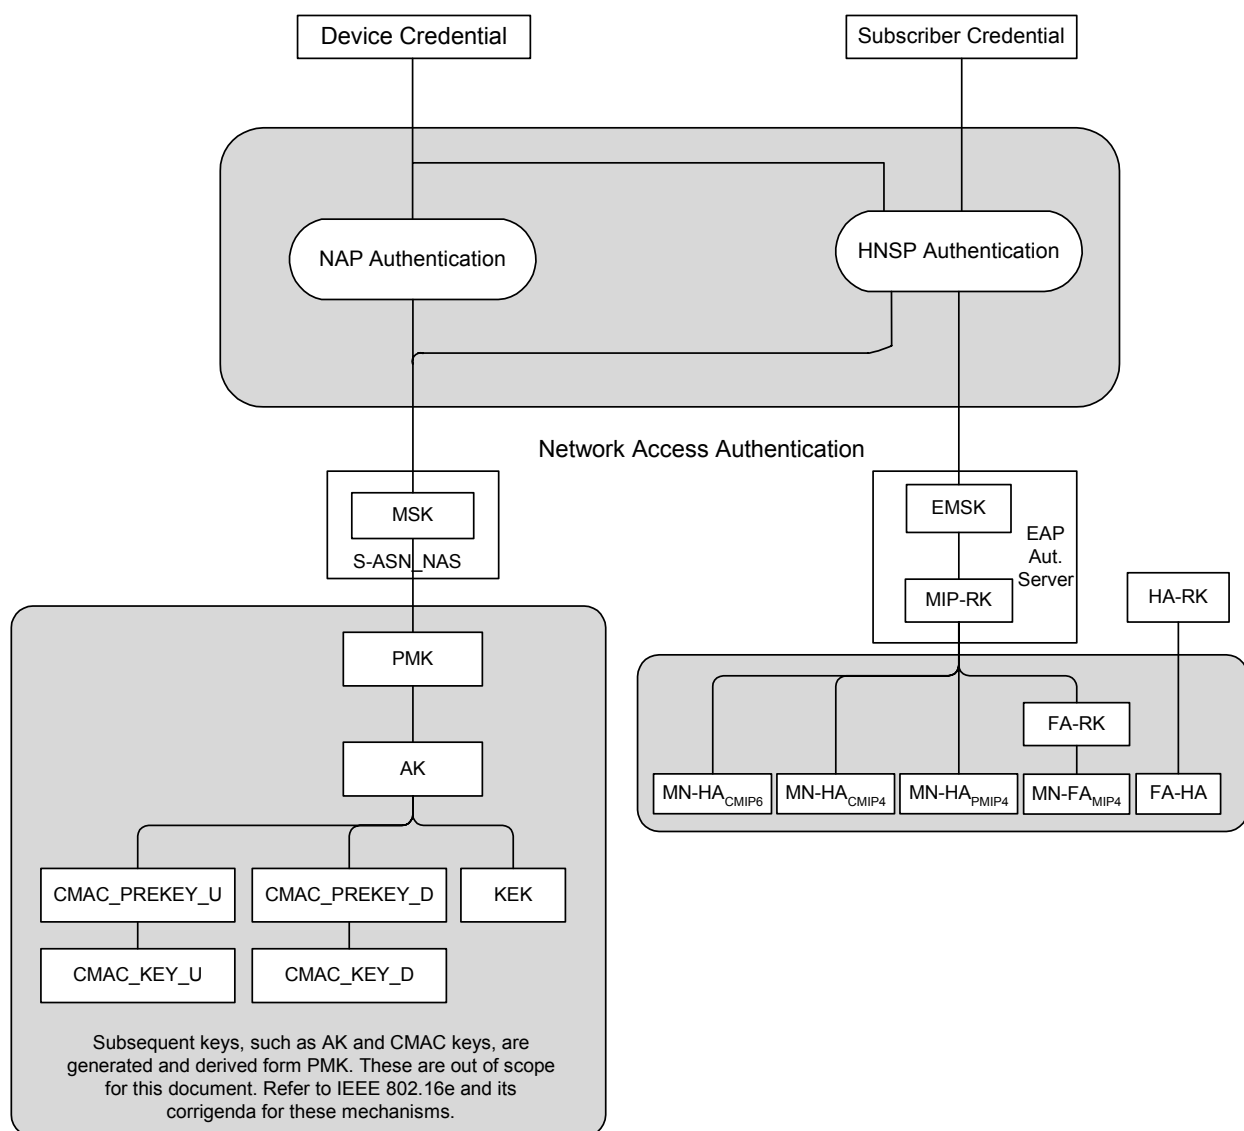 Device Credential
Subscriber Credential
NAP Authentication
HNSP Authentication
Network Access Authentication
MSK
S-ASN_NAS
EMSK
EAP
Aut.
Server
MIP-RK
HA-RK
PMK
FA-RK
AK
MN-HACMIP6
MN-HACMIP4
MN-HAPMIP4
MN-FAMIP4
FA-HA
CMAC_PREKEY_U
CMAC_PREKEY_D
KEK
CMAC_KEY_U
CMAC_KEY_D
Subsequent keys, such as AK and CMAC keys, are
generated and derived form PMK. These are out of scope
for this document. Refer to IEEE 802.16e and its
corrigenda for these mechanisms.